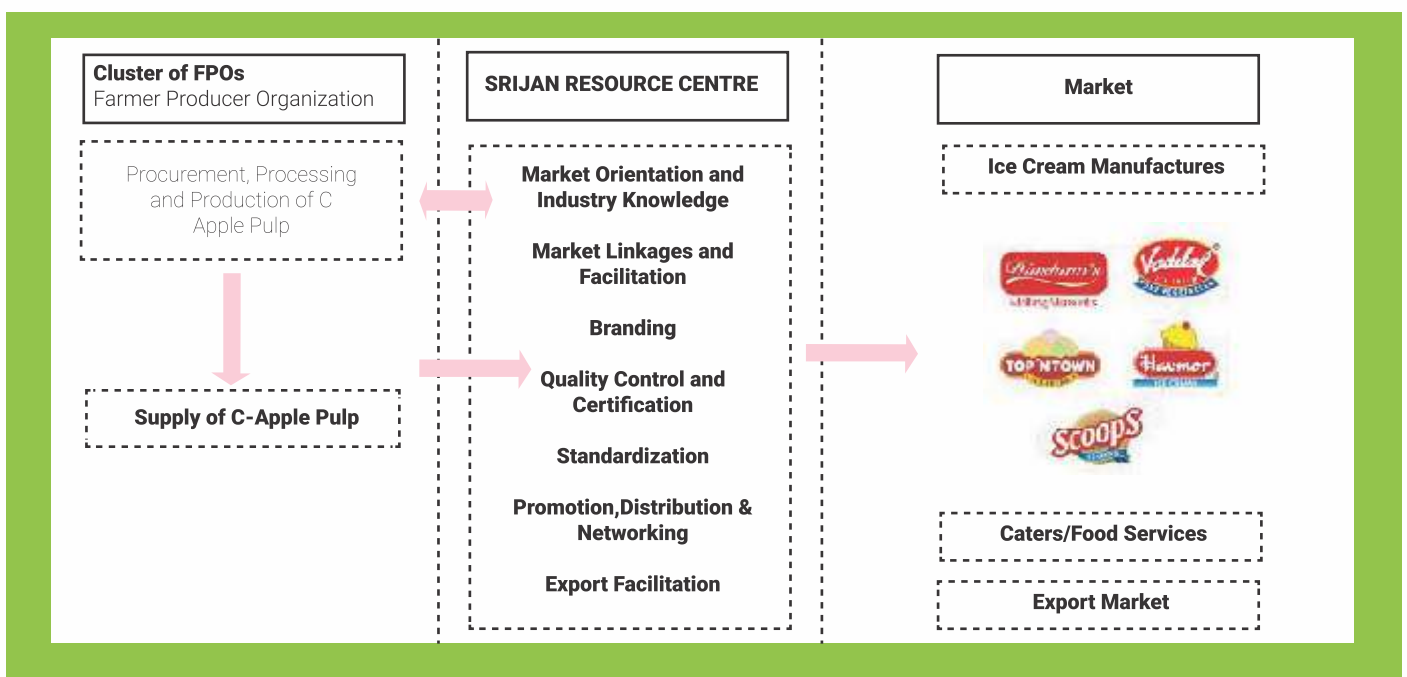 Cluster of FPOs
Farmer Producer Organization
Procurement, Processing
and Production of C
Apple Pulp
Supply of C-Apple Pulp
SRIJAN RESOURCE CENTRE
Market Orientation and
Industry Knowledge
Market Linkages and
Facilitation
Branding
Quality Control and
Certification
Standardization
Promotion,Distribution &
Networking
Export Facilitation
Market
Ice Cream Manufactures
Vadilal
TOP 'N TOWN
Havmor
ICE CREAM
Scoops
Caters/Food Services
Export Market